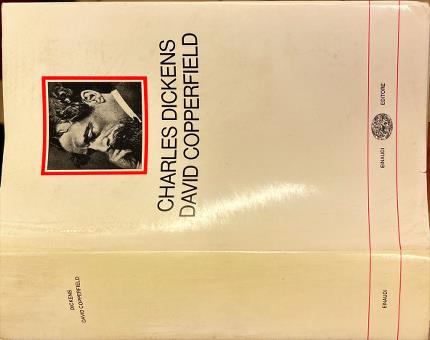 CHARLES DICKENS
DAVID COPPERFIELD
EINAUDI EDITORE
DICKENS
DAVID COPPERFIELD
EINAUDI